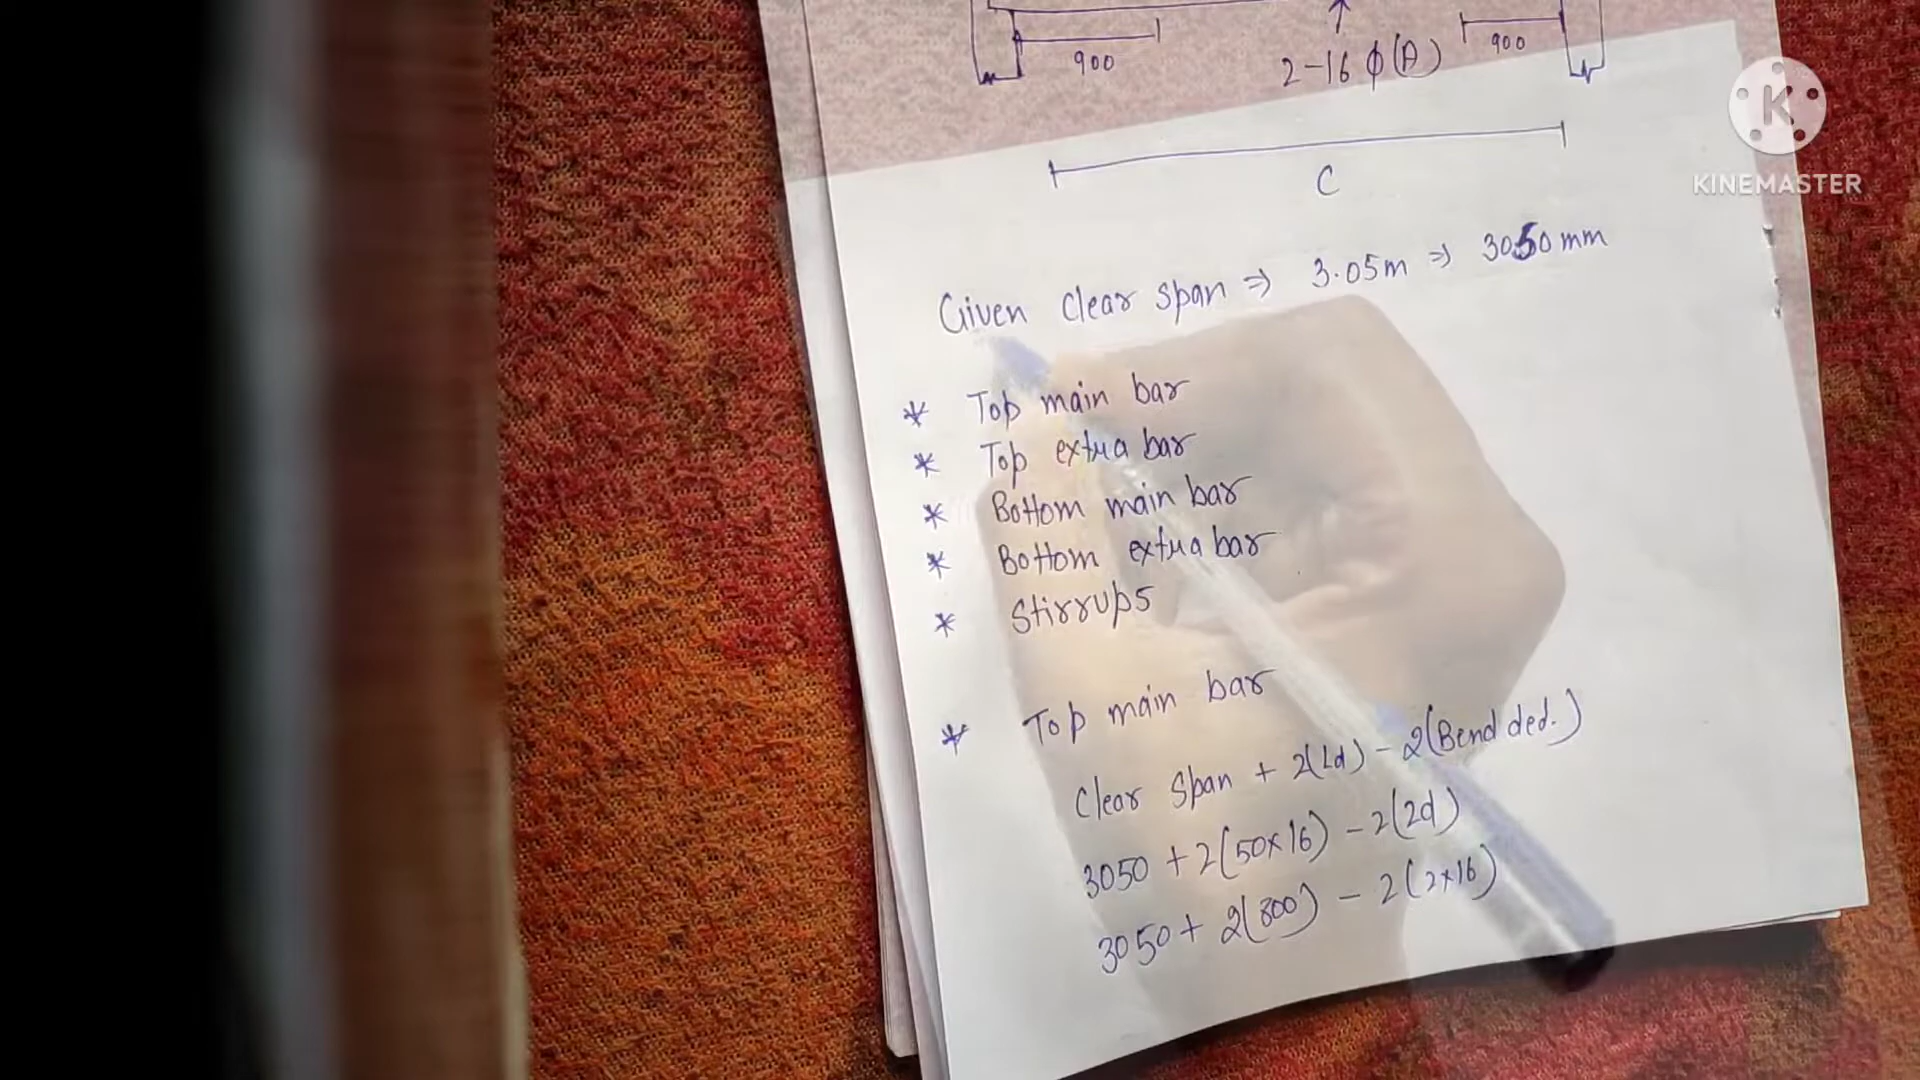 900
2-16 ϕ(A)
900
C
K
KINEMASTER
Given clear span ⇒ 3.05m ⇒ 3050 mm
* Top main bar
* Top extra bar
* Bottom main bar
* Bottom extra bar
* Stirrups
* Top main bar
Clear span + 2(Ld) - 2(Bend ded.)
3050 + 2(50×16) - 2(2d)
3050 + 2(800) - 2(2×16)